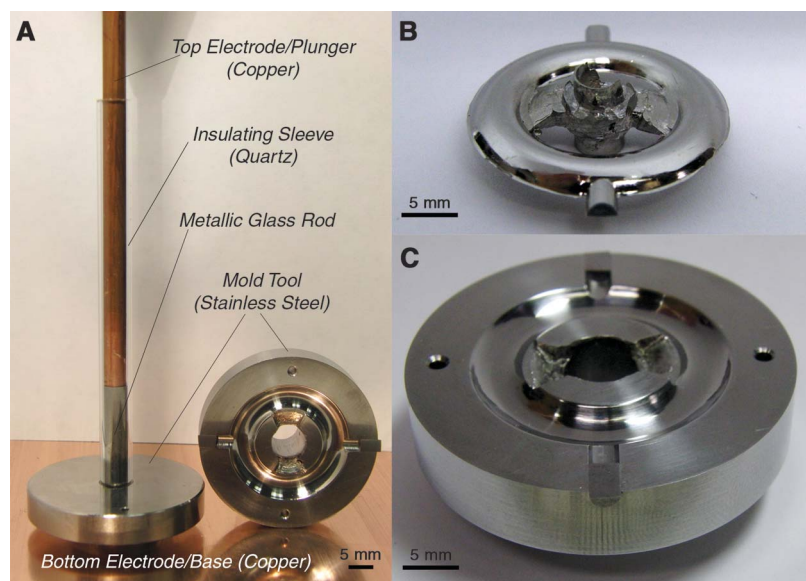 A
Top Electrode/Plunger
(Copper)
Insulating Sleeve
(Quartz)
Metallic Glass Rod
Mold Tool
(Stainless Steel)
Bottom Electrode/Base (Copper)
5 mm
B
5 mm
C
5 mm